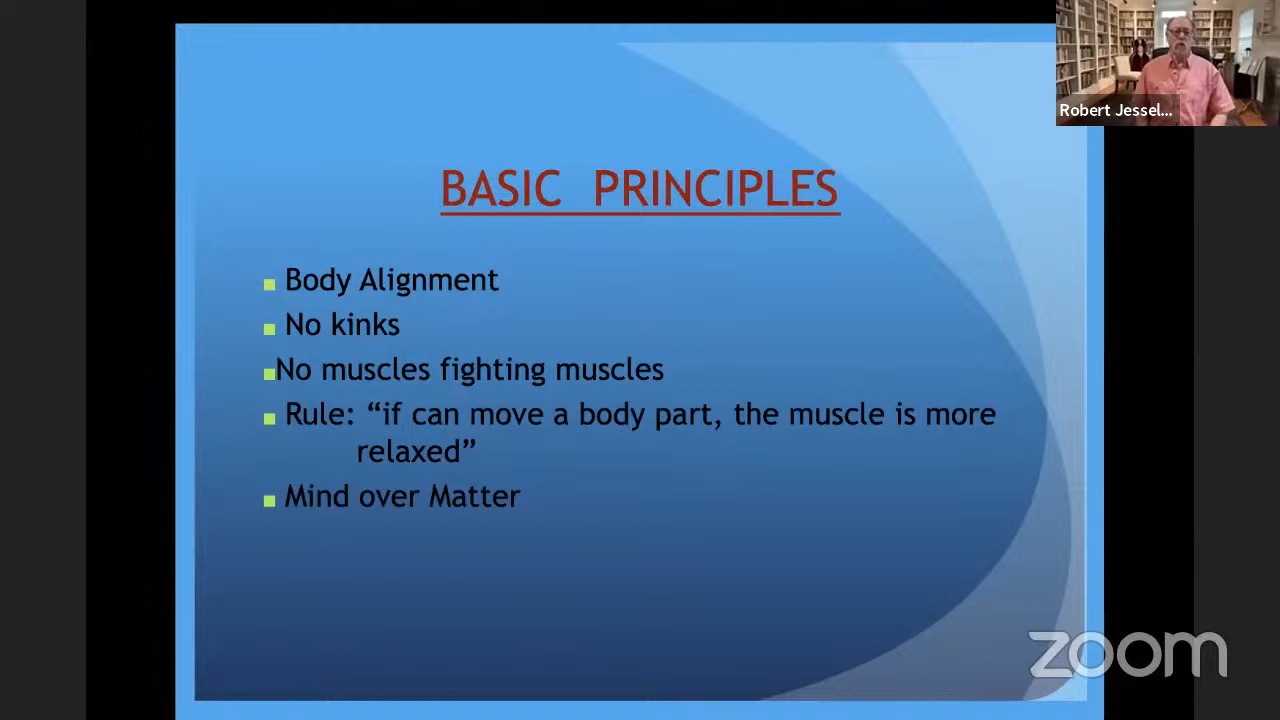 Robert Jessel...
BASIC PRINCIPLES
Body Alignment
No kinks
No muscles fighting muscles
Rule: “if can move a body part, the muscle is more
relaxed”
Mind over Matter
zoom